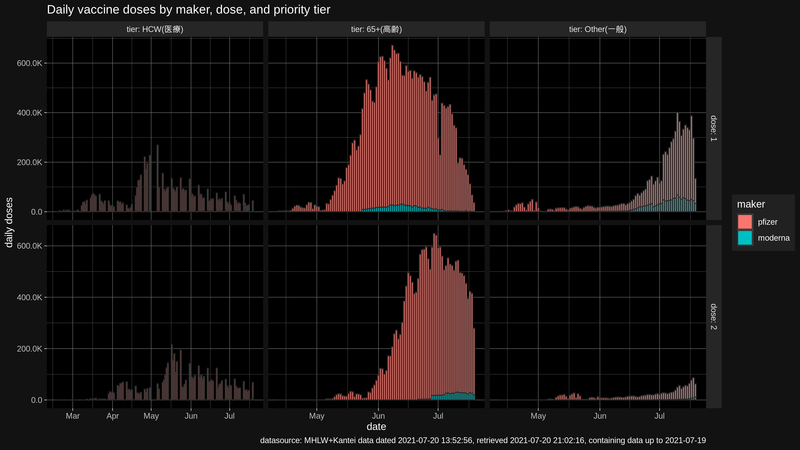 Daily vaccine doses by maker, dose, and priority tier
tier: HCW(医療)
tier: 65+(高齢)
tier: Other(一般)
600.0K
400.0K
200.0K
0.0
dose: 1
daily doses
600.0K
400.0K
200.0K
0.0
dose: 2
maker
pfizer
moderna
Mar
Apr
May
Jun
Jul
May
Jun
Jul
May
Jun
Jul
date
datasource: MHLW+Kantei data dated 2021-07-20 13:52:56, retrieved 2021-07-20 21:02:16, containing data up to 2021-07-19